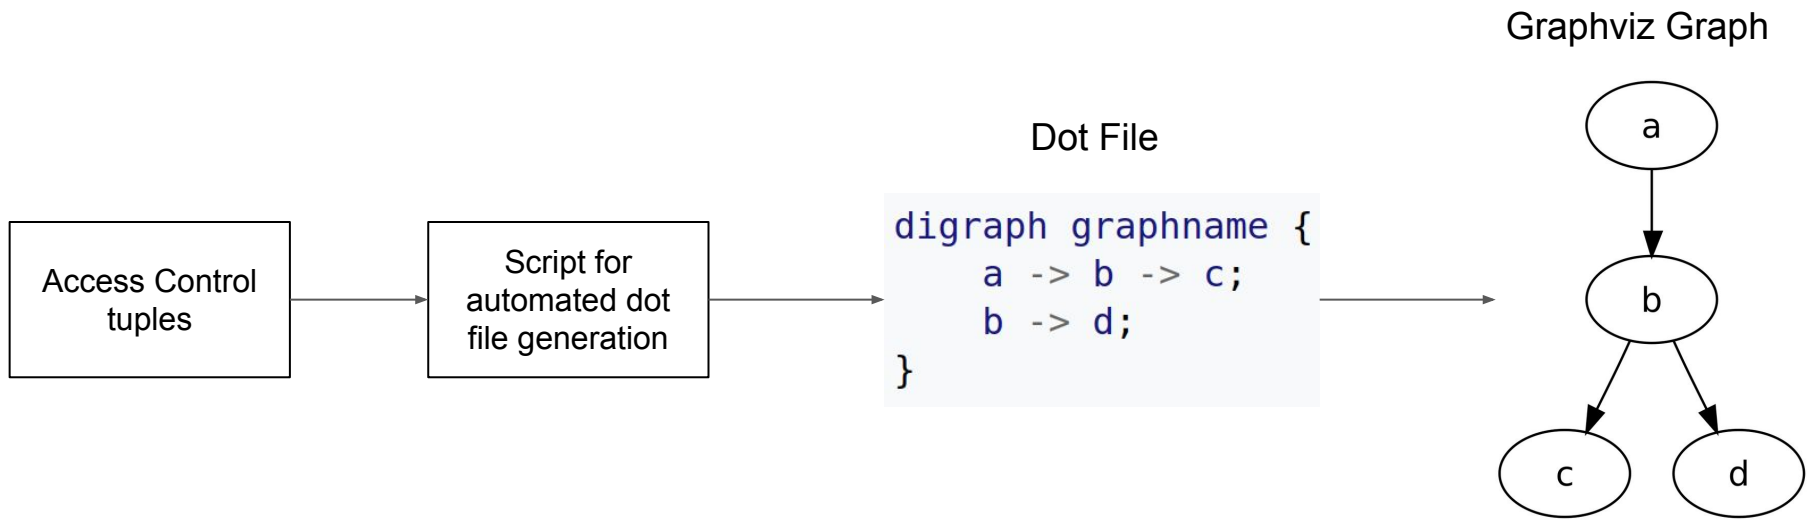 Access Control
tuples
Script for
automated dot
file generation
Dot File
digraph graphname {
    a -> b -> c;
    b -> d;
}
Graphviz Graph
a
b
c
d